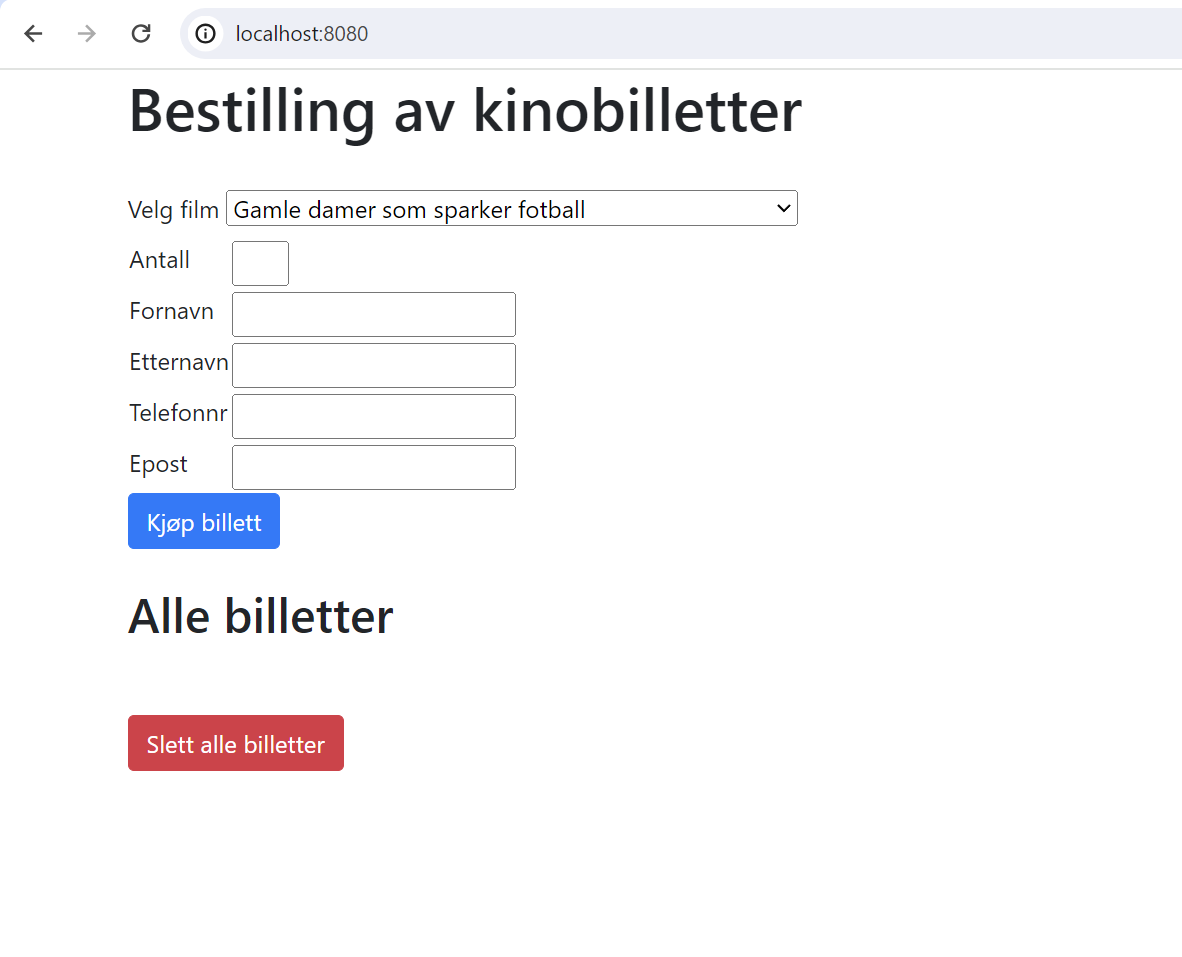 localhost:8080
Bestilling av kinobilletter
Velg film Gamle damer som sparker fotball
Antall
Fornavn
Etternavn
Telefonnr
Epost
Kjøp billett
Alle billetter
Slett alle billetter